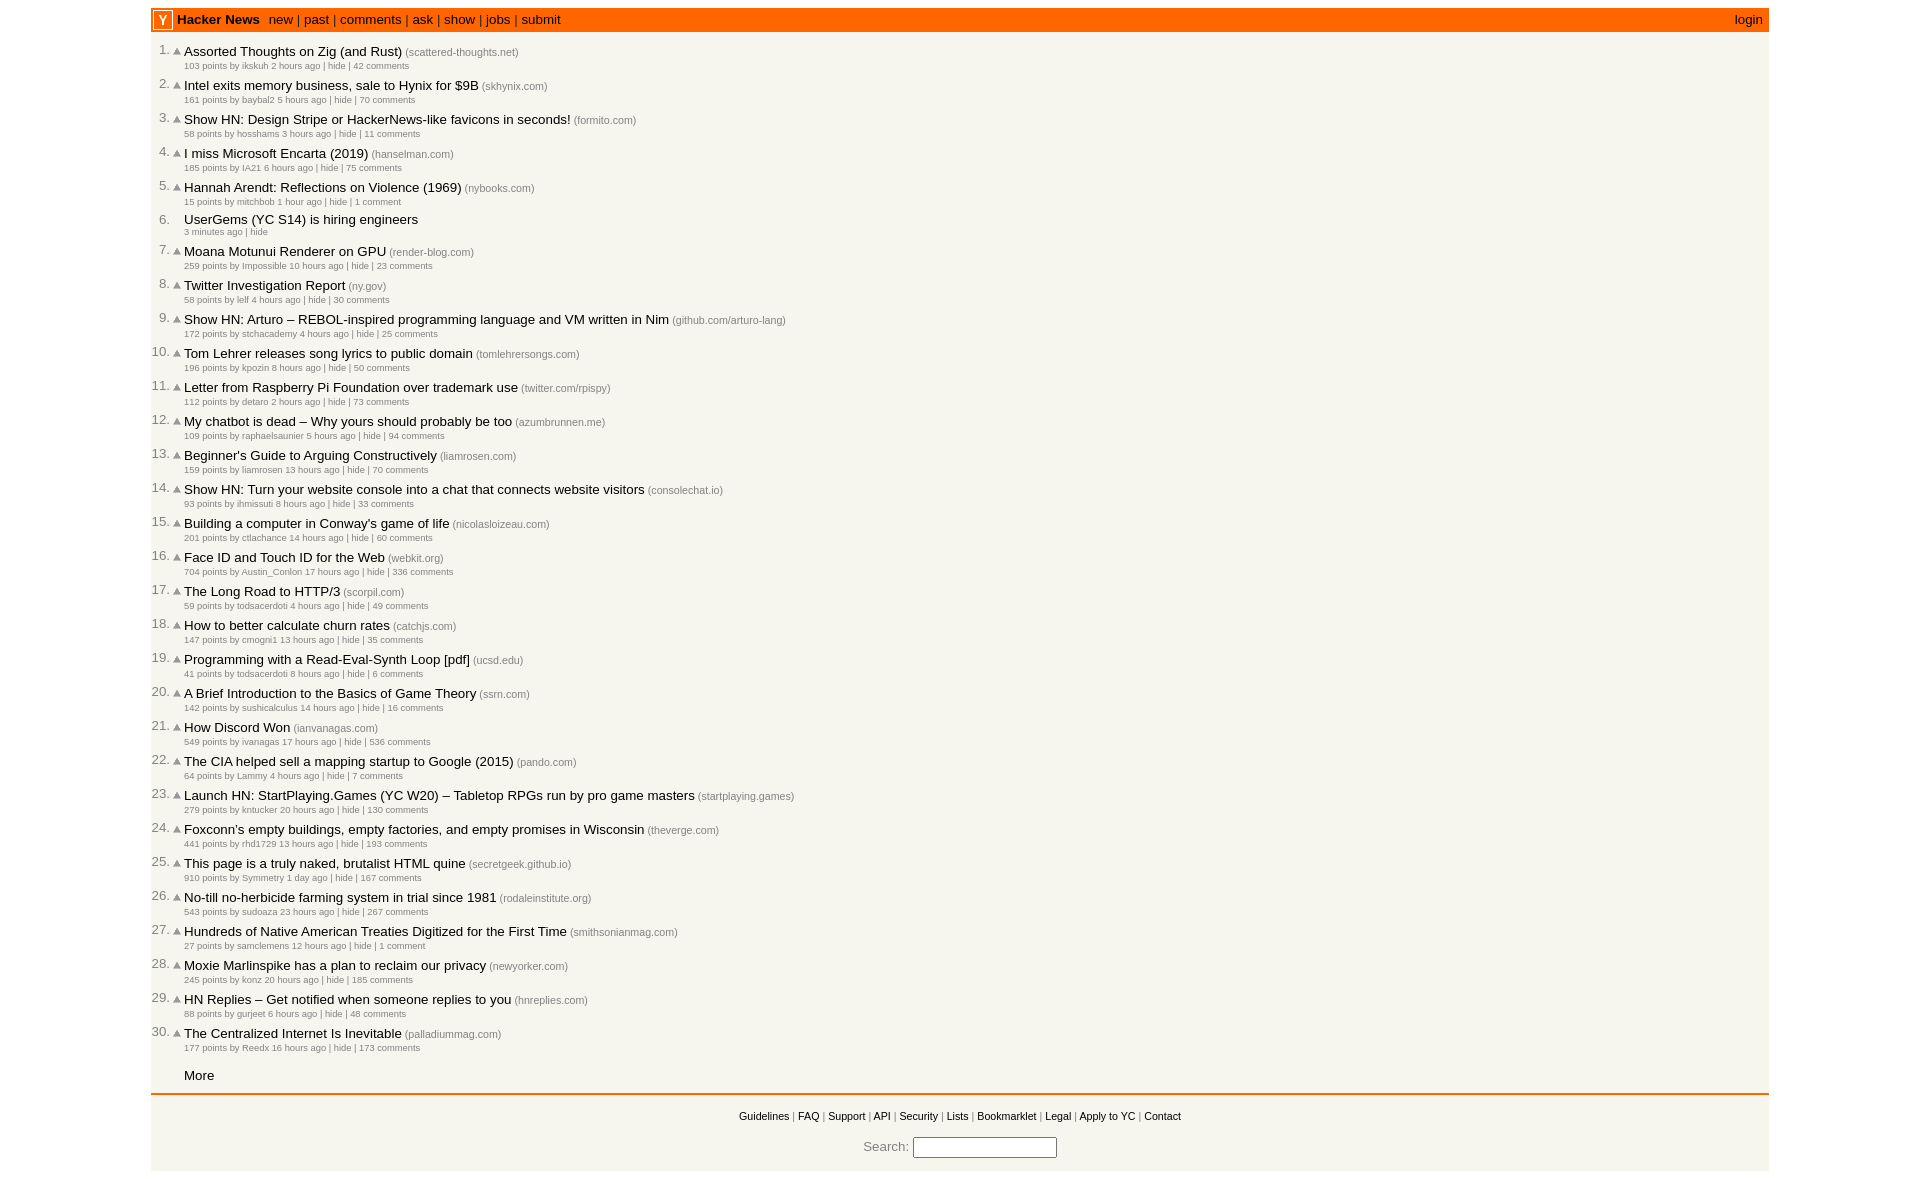 Y Hacker News new | past | comments | ask | show | jobs | submit login
1. Assorted Thoughts on Zig (and Rust) (scattered-thoughts.net)
103 points by ikskuh 2 hours ago | hide | 42 comments
2. Intel exits memory business, sale to Hynix for $9B (skhynix.com)
161 points by baybal2 5 hours ago | hide | 70 comments
3. Show HN: Design Stripe or HackerNews-like favicons in seconds! (formito.com)
58 points by hosshams 3 hours ago | hide | 11 comments
4. I miss Microsoft Encarta (2019) (hanselman.com)
185 points by IA21 6 hours ago | hide | 75 comments
5. Hannah Arendt: Reflections on Violence (1969) (nybooks.com)
15 points by mitchbob 1 hour ago | hide | 1 comment
6. UserGems (YC S14) is hiring engineers
3 minutes ago | hide
7. Moana Motunui Renderer on GPU (render-blog.com)
259 points by Impossible 10 hours ago | hide | 23 comments
8. Twitter Investigation Report (ny.gov)
58 points by lelf 4 hours ago | hide | 30 comments
9. Show HN: Arturo – REBOL-inspired programming language and VM written in Nim (github.com/arturo-lang)
172 points by stchacademy 4 hours ago | hide | 25 comments
10. Tom Lehrer releases song lyrics to public domain (tomlehrersongs.com)
196 points by kpozin 8 hours ago | hide | 50 comments
11. Letter from Raspberry Pi Foundation over trademark use (twitter.com/rpispy)
112 points by detaro 2 hours ago | hide | 73 comments
12. My chatbot is dead – Why yours should probably be too (azumbrunnen.me)
109 points by raphaelsaunier 5 hours ago | hide | 94 comments
13. Beginner's Guide to Arguing Constructively (liamrosen.com)
159 points by liamrosen 13 hours ago | hide | 70 comments
14. Show HN: Turn your website console into a chat that connects website visitors (consolechat.io)
93 points by ihmissuti 8 hours ago | hide | 33 comments
15. Building a computer in Conway's game of life (nicolasloizeau.com)
201 points by ctlachance 14 hours ago | hide | 60 comments
16. Face ID and Touch ID for the Web (webkit.org)
704 points by Austin_Conlon 17 hours ago | hide | 336 comments
17. The Long Road to HTTP/3 (scorpil.com)
59 points by todsacerdoti 4 hours ago | hide | 49 comments
18. How to better calculate churn rates (catchjs.com)
147 points by cmogni1 13 hours ago | hide | 35 comments
19. Programming with a Read-Eval-Synth Loop [pdf] (ucsd.edu)
41 points by todsacerdoti 8 hours ago | hide | 6 comments
20. A Brief Introduction to the Basics of Game Theory (ssrn.com)
142 points by sushicalculus 14 hours ago | hide | 16 comments
21. How Discord Won (ianvanagas.com)
549 points by ivanagas 17 hours ago | hide | 536 comments
22. The CIA helped sell a mapping startup to Google (2015) (pando.com)
64 points by Lammy 4 hours ago | hide | 7 comments
23. Launch HN: StartPlaying.Games (YC W20) – Tabletop RPGs run by pro game masters (startplaying.games)
279 points by kntucker 20 hours ago | hide | 130 comments
24. Foxconn's empty buildings, empty factories, and empty promises in Wisconsin (theverge.com)
441 points by rhd1729 13 hours ago | hide | 193 comments
25. This page is a truly naked, brutalist HTML quine (secretgeek.github.io)
910 points by Symmetry 1 day ago | hide | 167 comments
26. No-till no-herbicide farming system in trial since 1981 (rodaleinstitute.org)
543 points by sudoaza 23 hours ago | hide | 267 comments
27. Hundreds of Native American Treaties Digitized for the First Time (smithsonianmag.com)
27 points by samclemens 12 hours ago | hide | 1 comment
28. Moxie Marlinspike has a plan to reclaim our privacy (newyorker.com)
245 points by konz 20 hours ago | hide | 185 comments
29. HN Replies – Get notified when someone replies to you (hnreplies.com)
88 points by gurjeet 6 hours ago | hide | 48 comments
30. The Centralized Internet Is Inevitable (palladiummag.com)
177 points by Reedx 16 hours ago | hide | 173 comments
More
Guidelines | FAQ | Support | API | Security | Lists | Bookmarklet | Legal | Apply to YC | Contact
Search: